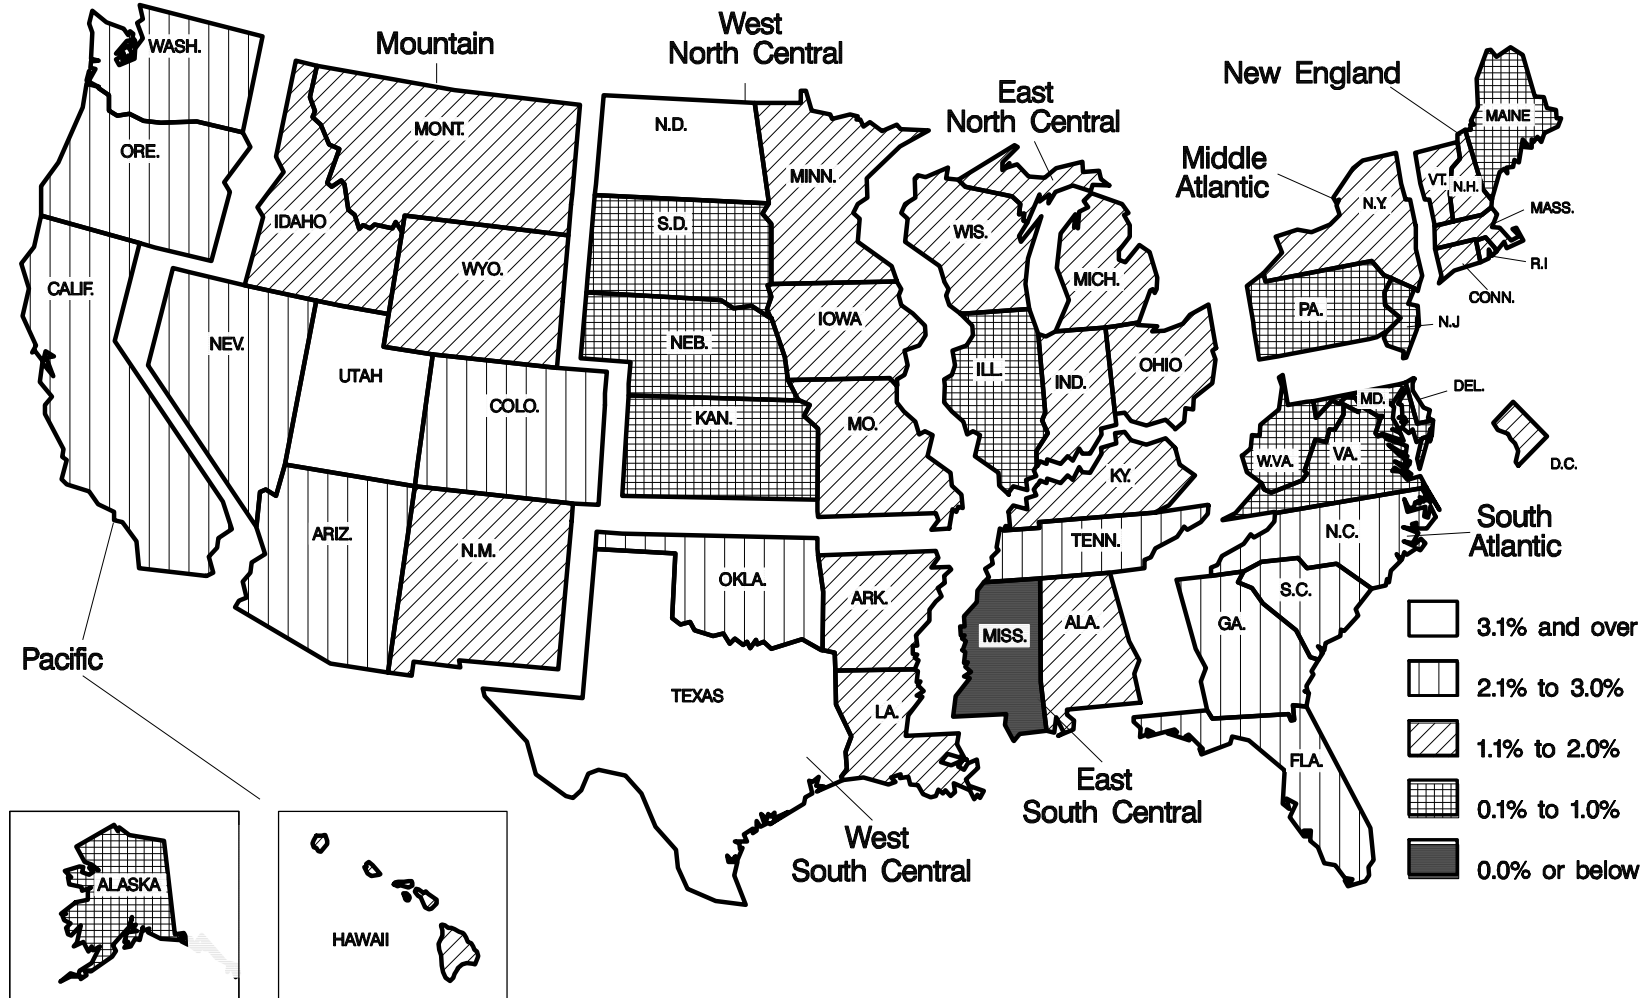 West
North Central
Mountain
WASH.
New England
East
North Central
MAINE
MONT.
N.D.
ORE.
Middle
Atlantic
MINN.
VT.
N.H.
N.Y.
MASS.
IDAHO
S.D.
WIS.
R.I
WYO.
MICH.
CALIF.
CONN.
PA.
IOWA
N.J
NEV.
NEB.
OHIO
ILL.
UTAH
IND.
DEL.
MD.
COLO.
KAN.
MO.
VA.
W.VA.
D.C.
KY.
South
Atlantic
ARIZ.
N.C.
TENN.
N.M.
OKLA.
S.C.
ARK.
MISS.
ALA.
GA.
3.1% and over
Pacific
2.1% to 3.0%
TEXAS
LA.
1.1% to 2.0%
FLA.
East
South Central
0.1% to 1.0%
West
South Central
0.0% or below
ALASKA
HAWAII